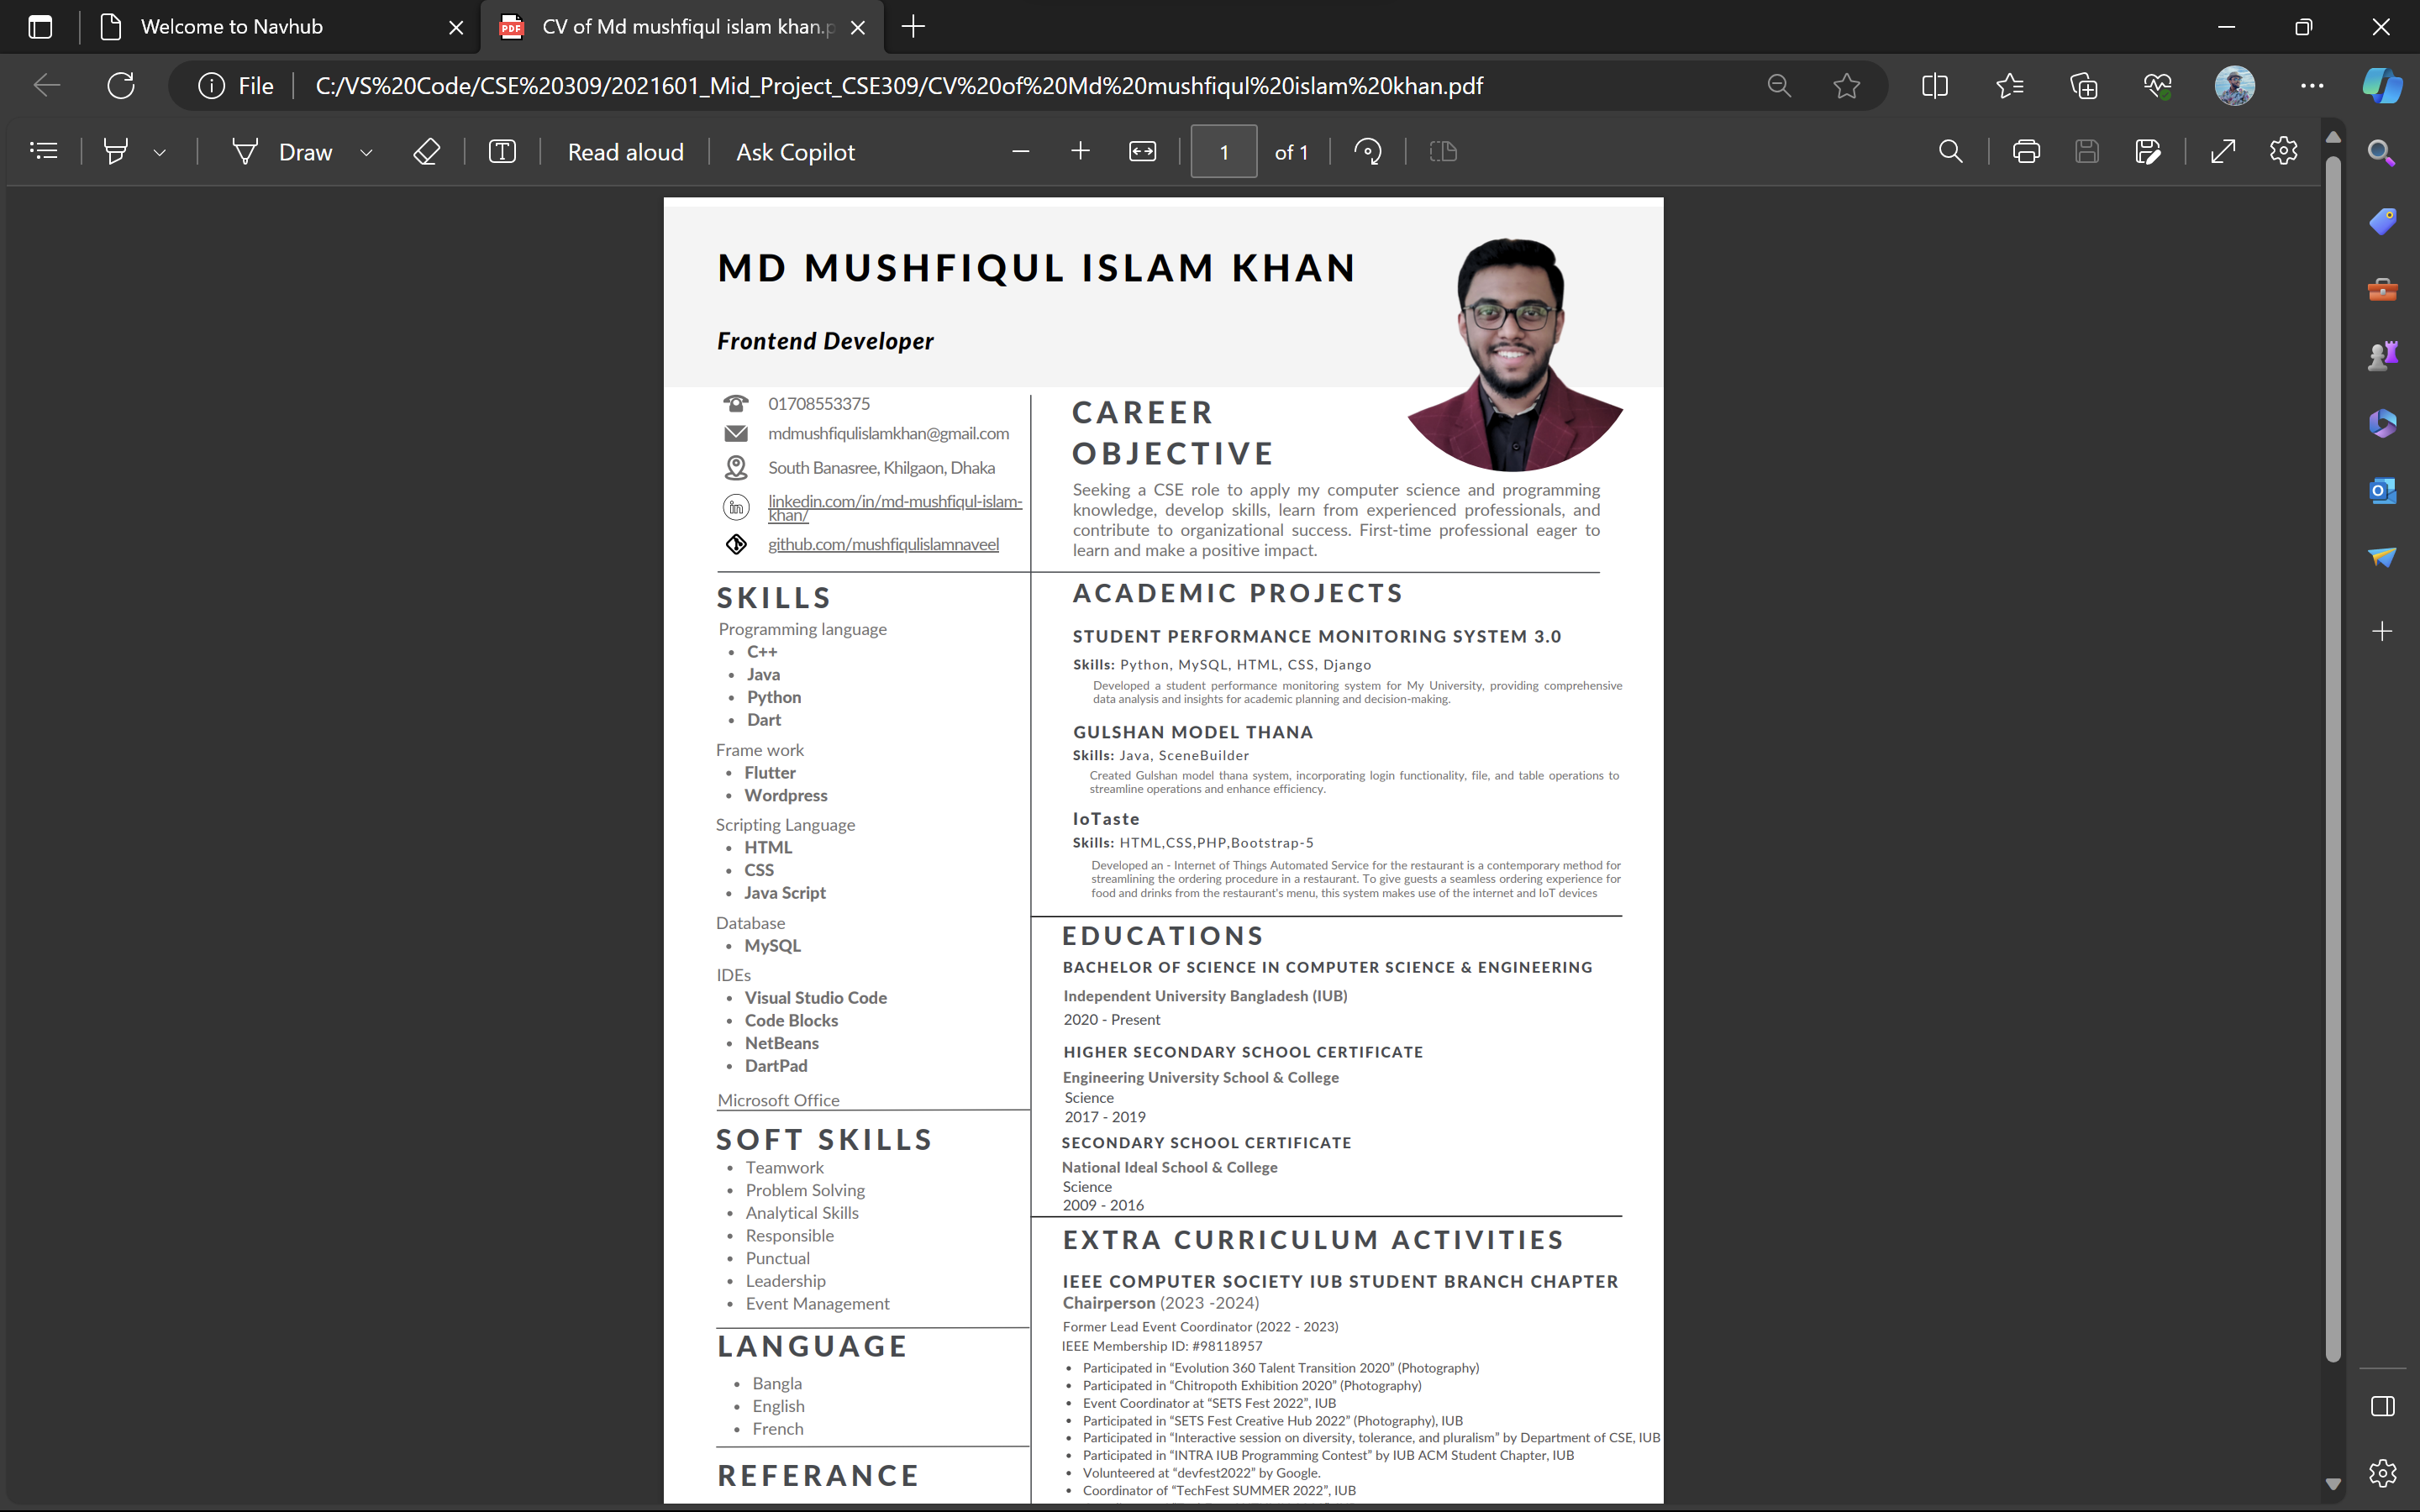 Welcome to Navhub
CV of Md mushfiqul islam khan.p
File
C:/VS%20Code/CSE%20309/2021601_Mid_Project_CSE309/CV%20of%20Md%20mushfiqul%20islam%20khan.pdf
Draw
Read aloud
Ask Copilot
1
of 1
MD MUSHFIQUL ISLAM KHAN
Frontend Developer
01708553375
mdmushfiqulislamkhan@gmail.com
South Banasree, Khilgaon, Dhaka
linkedin.com/in/md-mushfiqul-islam-
khan/
github.com/mushfiqulislamnaveel
CAREER
OBJECTIVE
Seeking a CSE role to apply my computer science and programming
knowledge, develop skills, learn from experienced professionals, and
contribute to organizational success. First-time professional eager to
learn and make a positive impact.
SKILLS
Programming language
• C++
• Java
• Python
• Dart
Frame work
• Flutter
• Wordpress
Scripting Language
• HTML
• CSS
• Java Script
Database
• MySQL
IDEs
• Visual Studio Code
• Code Blocks
• NetBeans
• DartPad
Microsoft Office
SOFT SKILLS
• Teamwork
• Problem Solving
• Analytical Skills
• Responsible
• Punctual
• Leadership
• Event Management
LANGUAGE
• Bangla
• English
• French
REFERANCE
ACADEMIC PROJECTS
STUDENT PERFORMANCE MONITORING SYSTEM 3.0
Skills: Python, MySQL, HTML, CSS, Django
Developed a student performance monitoring system for My University, providing comprehensive
data analysis and insights for academic planning and decision-making.
GULSHAN MODEL THANA
Skills: Java, SceneBuilder
Created Gulshan model thana system, incorporating login functionality, file, and table operations to
streamline operations and enhance efficiency.
IoTaste
Skills: HTML,CSS,PHP,Bootstrap-5
Developed an - Internet of Things Automated Service for the restaurant is a contemporary method for
streamlining the ordering procedure in a restaurant. To give guests a seamless ordering experience for
food and drinks from the restaurant's menu, this system makes use of the internet and IoT devices
EDUCATIONS
BACHELOR OF SCIENCE IN COMPUTER SCIENCE & ENGINEERING
Independent University Bangladesh (IUB)
2020 - Present
HIGHER SECONDARY SCHOOL CERTIFICATE
Engineering University School & College
Science
2017 - 2019
SECONDARY SCHOOL CERTIFICATE
National Ideal School & College
Science
2009 - 2016
EXTRA CURRICULUM ACTIVITIES
IEEE COMPUTER SOCIETY IUB STUDENT BRANCH CHAPTER
Chairperson (2023 -2024)
Former Lead Event Coordinator (2022 - 2023)
IEEE Membership ID: #98118957
• Participated in “Evolution 360 Talent Transition 2020” (Photography)
• Participated in “Chitropoth Exhibition 2020” (Photography)
• Event Coordinator at “SETS Fest 2022”, IUB
• Participated in “SETS Fest Creative Hub 2022” (Photography), IUB
• Participated in “Interactive session on diversity, tolerance, and pluralism” by Department of CSE, IUB
• Participated in “INTRA IUB Programming Contest” by IUB ACM Student Chapter, IUB
• Volunteered at “devfest2022” by Google.
• Coordinator of “TechFest SUMMER 2022”, IUB